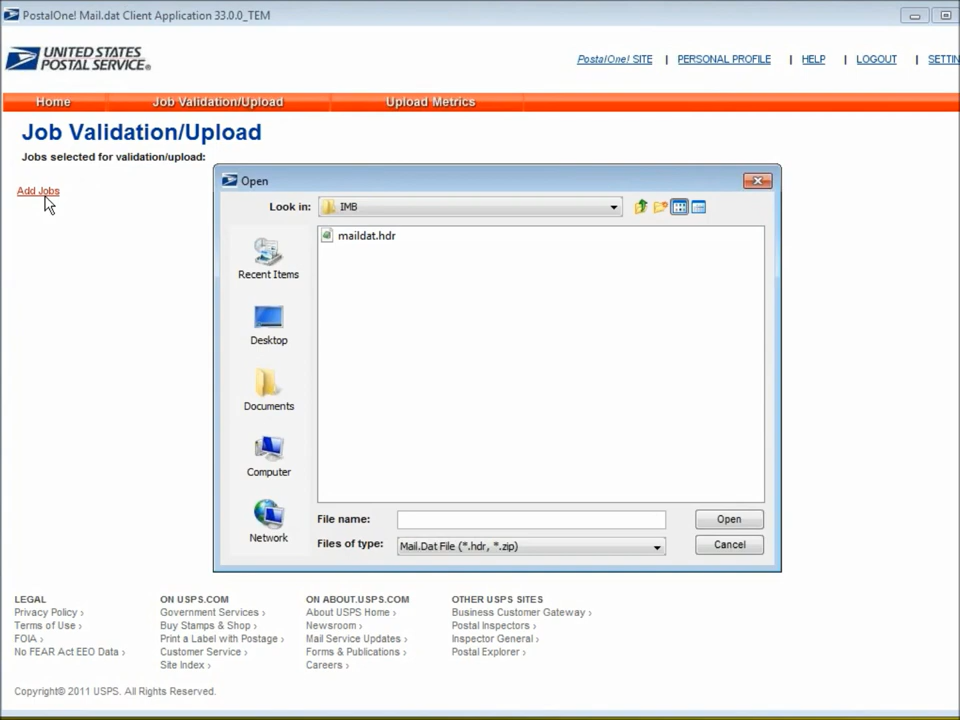 PostalOne! Mail.dat Client Application 33.0.0_TEM
UNITED STATES
POSTAL SERVICE®
PostalOne! SITE | PERSONAL PROFILE | HELP | LOGOUT | SETTIN
Home Job Validation/Upload Upload Metrics
Job Validation/Upload
Jobs selected for validation/upload:
Add Jobs
Open
Look in: IMB
maildat.hdr
Recent Items
Desktop
Documents
Computer
Network
File name: Open
Files of type: Mail.Dat File (*.hdr, *.zip) Cancel
LEGAL
Privacy Policy ›
Terms of Use ›
FOIA ›
No FEAR Act EEO Data ›
ON USPS.COM
Government Services ›
Buy Stamps & Shop ›
Print a Label with Postage ›
Customer Service ›
Site Index ›
ON ABOUT.USPS.COM
About USPS Home ›
Newsroom ›
Mail Service Updates ›
Forms & Publications ›
Careers ›
OTHER USPS SITES
Business Customer Gateway ›
Postal Inspectors ›
Inspector General ›
Postal Explorer ›
Copyright© 2011 USPS. All Rights Reserved.